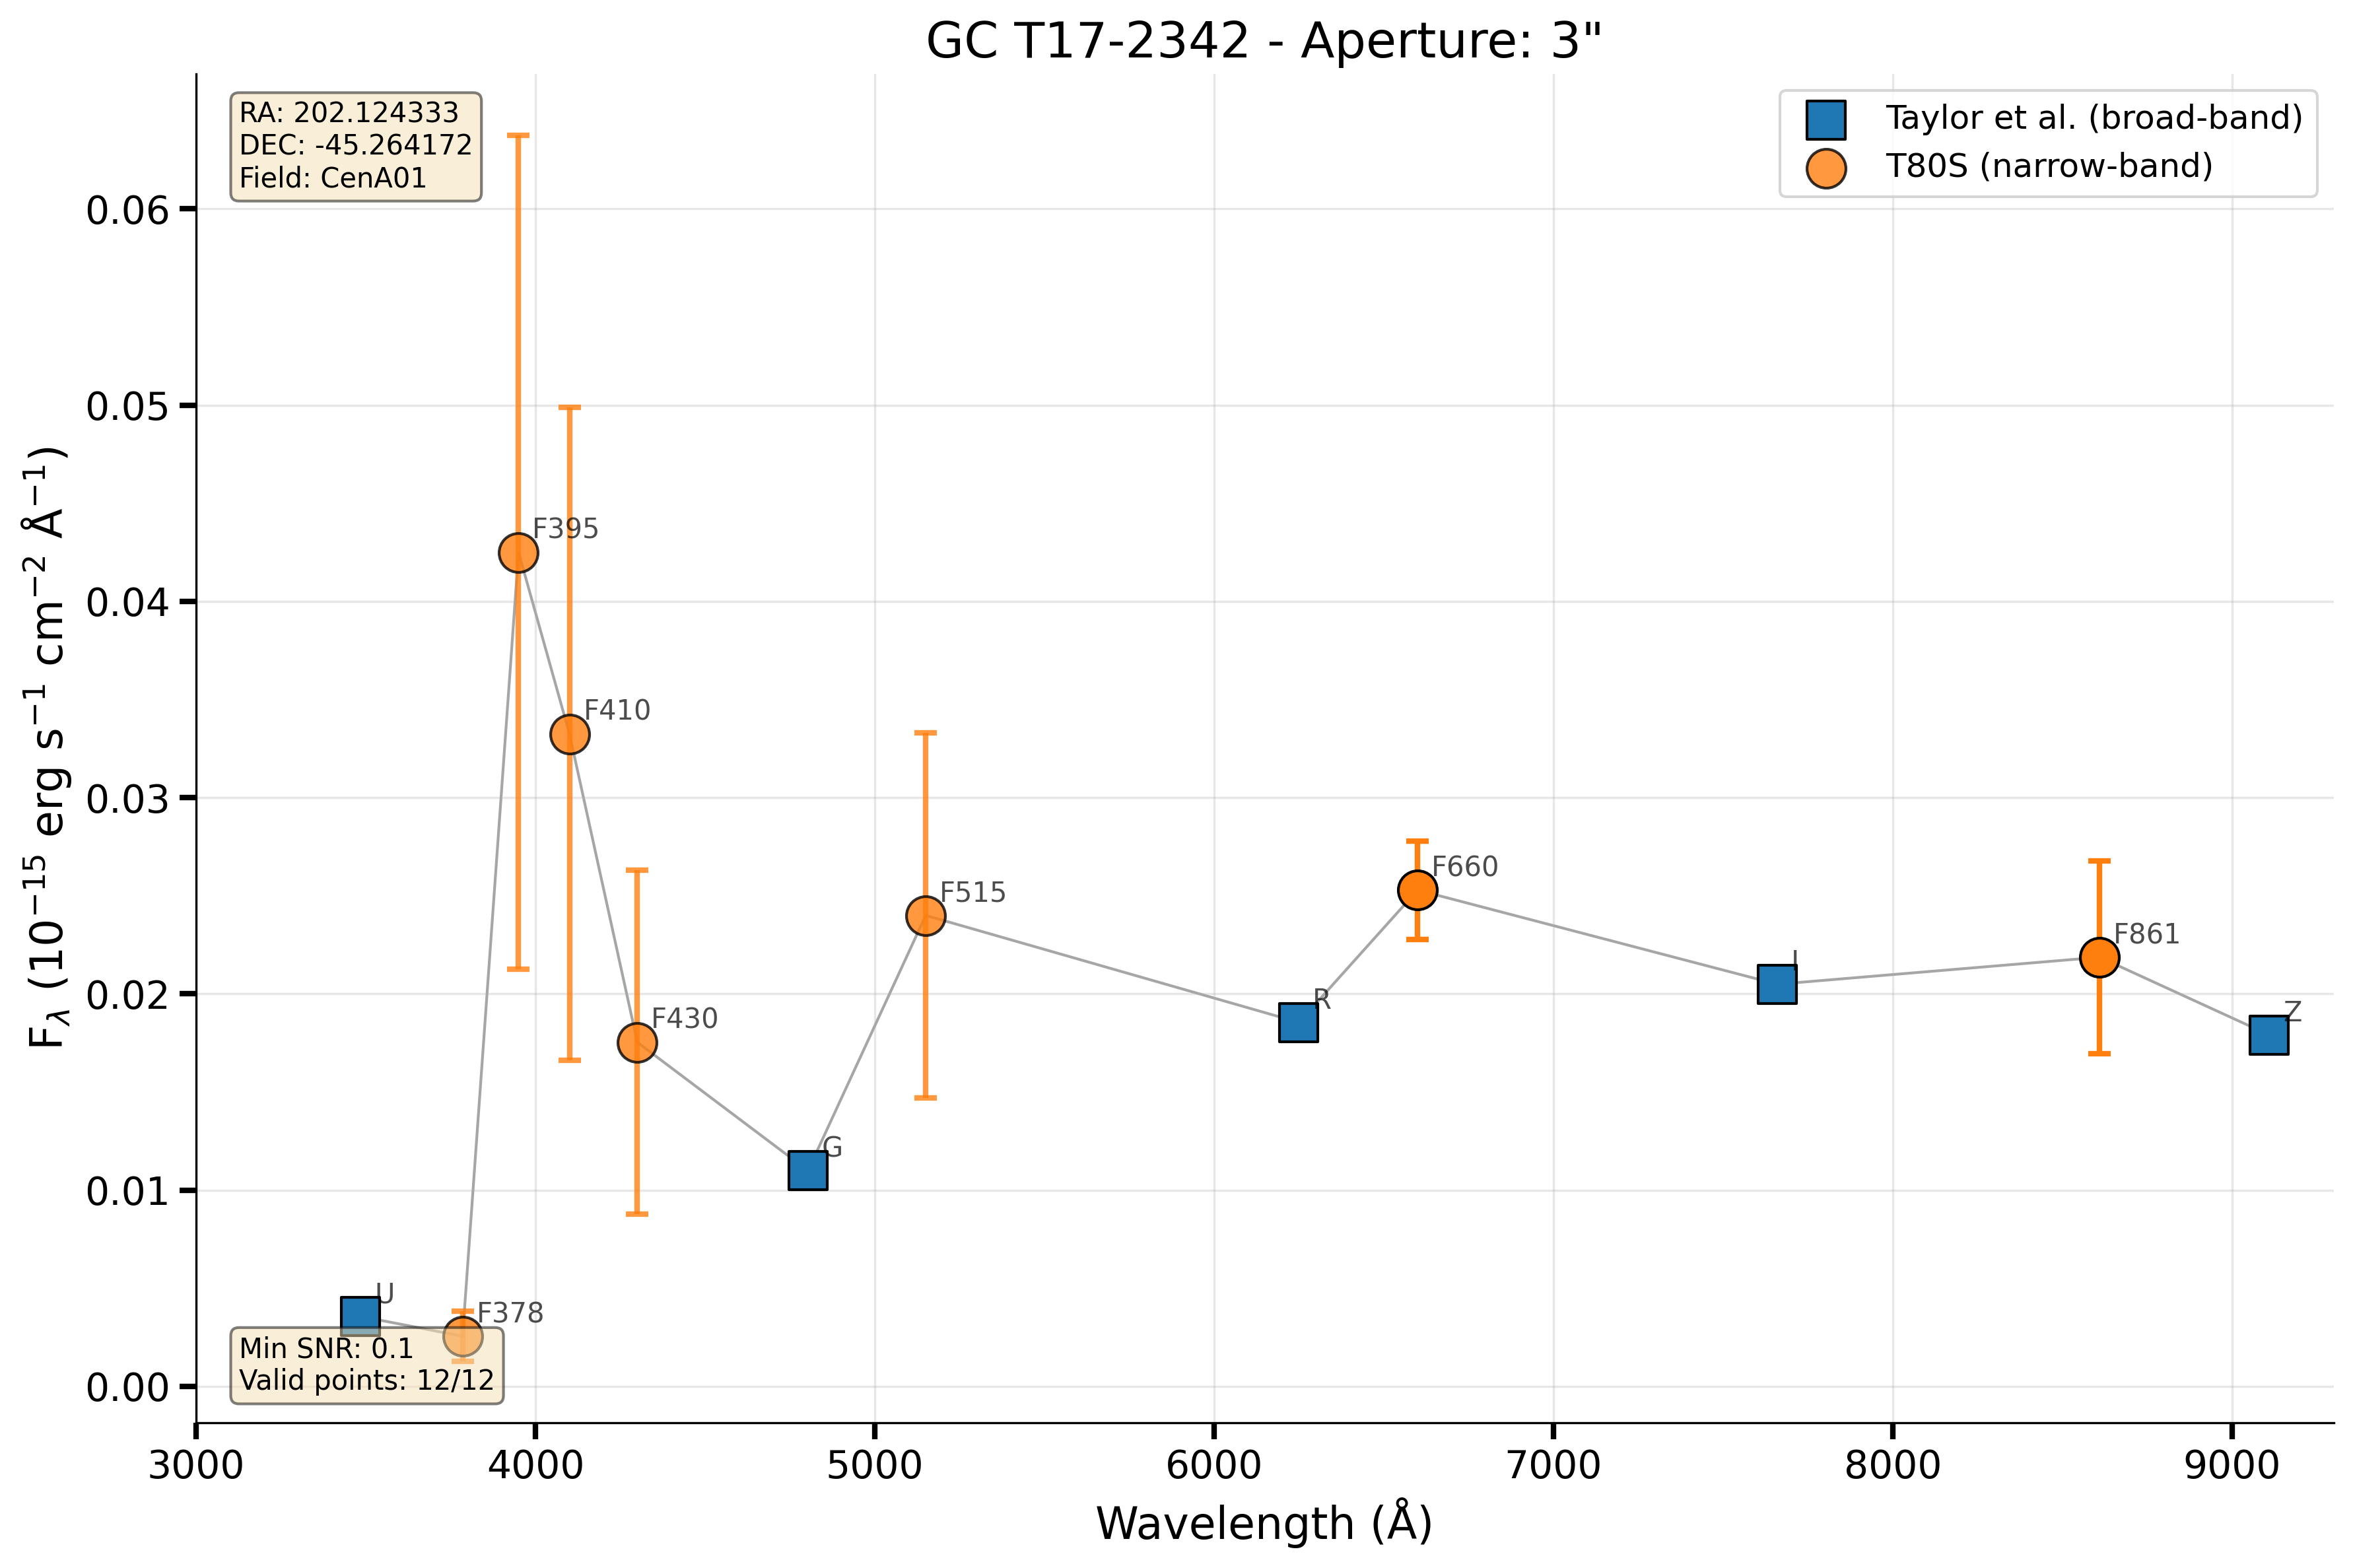 GC T17-2342 - Aperture: 3"
RA: 202.124333
DEC: -45.264172
Field: CenA01
Taylor et al. (broad-band)
T80S (narrow-band)
F$_{\lambda}$ (10$^{-15}$ erg s$^{-1}$ cm$^{-2}$ Å$^{-1}$)
0.06
0.05
0.04
0.03
0.02
0.01
0.00
F395
F410
F430
F515
F660
F861
R
I
Z
G
U
F378
Min SNR: 0.1
Valid points: 12/12
3000 4000 5000 6000 7000 8000 9000
Wavelength (Å)